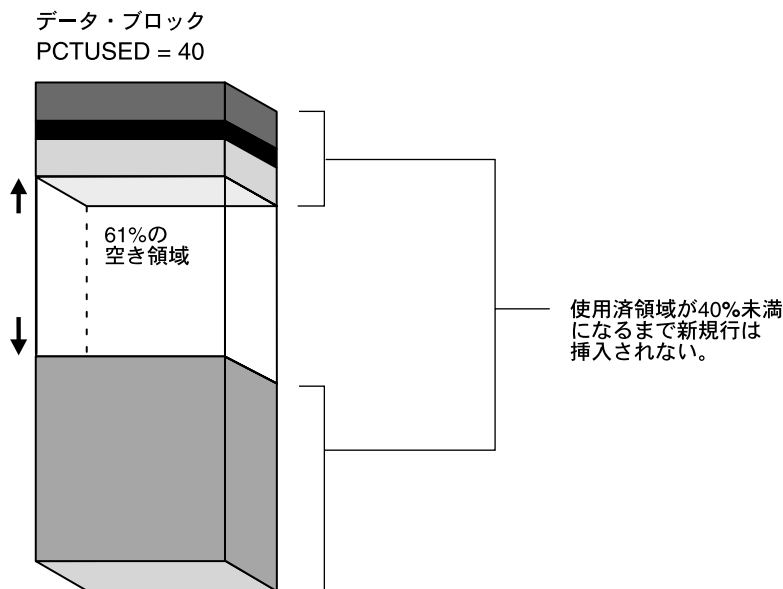 データ・ブロック
PCTUSED = 40
61%の
空き領域
使用済領域が40%未満
になるまで新規行は
挿入されない。